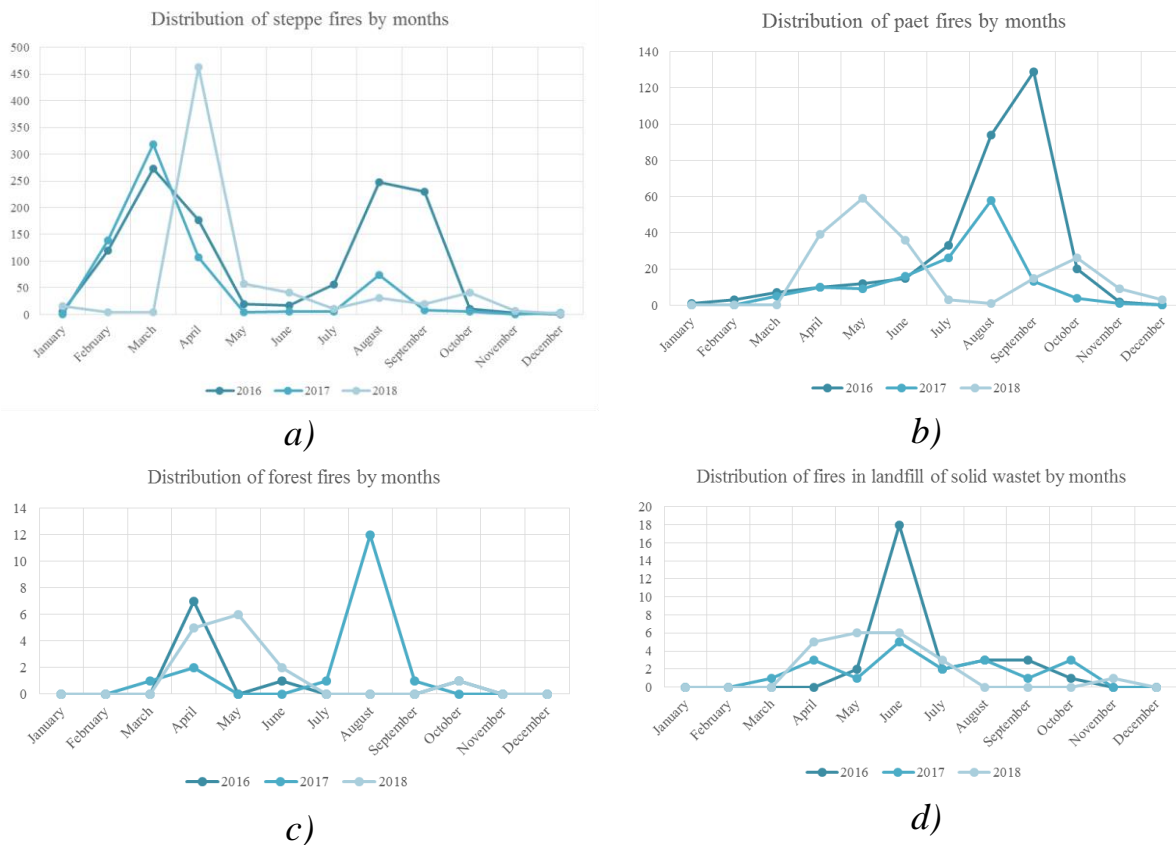 Distribution of steppe fires by months
500
450
400
350
300
250
200
150
100
50
0
January February March April May June July August September October November December
2016 2017 2018
a)
Distribution of paet fires by months
140
120
100
80
60
40
20
0
January February March April May June July August September October November December
2016 2017 2018
b)
Distribution of forest fires by months
14
12
10
8
6
4
2
0
January February March April May June July August September October November December
2016 2017 2018
c)
Distribution of fires in landfill of solid wastet by months
20
18
16
14
12
10
8
6
4
2
0
January February March April May June July August September October November December
2016 2017 2018
d)